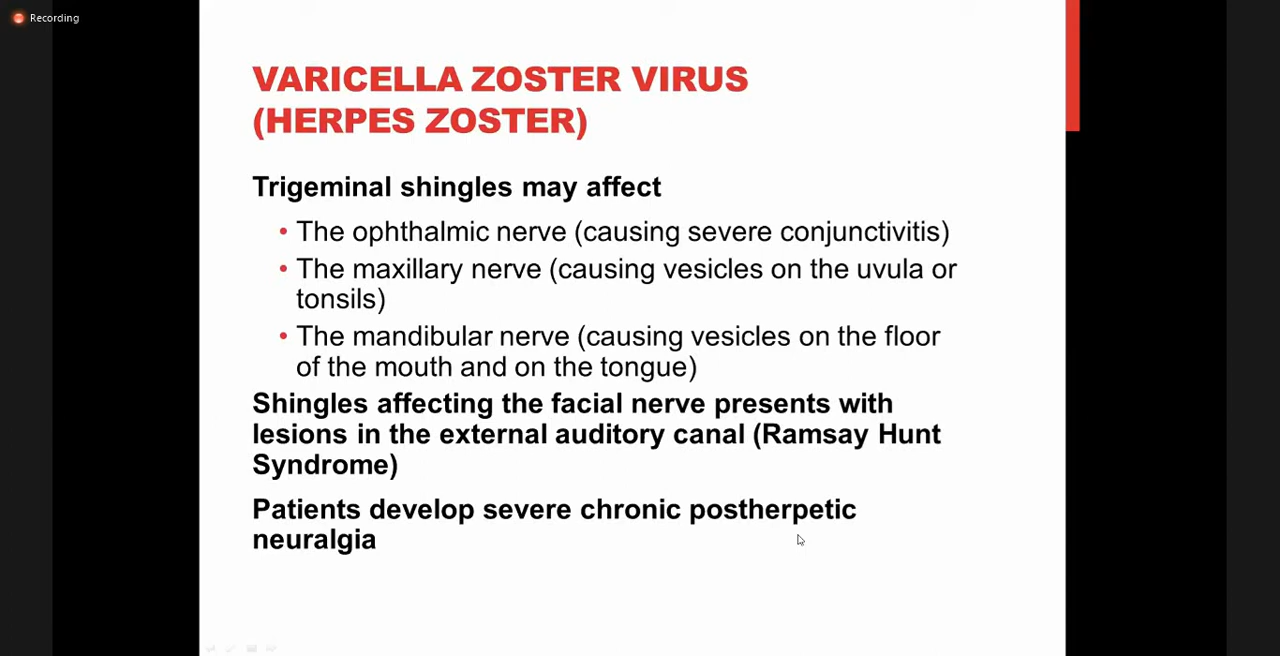 Recording
VARICELLA ZOSTER VIRUS
(HERPES ZOSTER)
Trigeminal shingles may affect
• The ophthalmic nerve (causing severe conjunctivitis)
• The maxillary nerve (causing vesicles on the uvula or
tonsils)
• The mandibular nerve (causing vesicles on the floor
of the mouth and on the tongue)
Shingles affecting the facial nerve presents with
lesions in the external auditory canal (Ramsay Hunt
Syndrome)
Patients develop severe chronic postherpetic
neuralgia